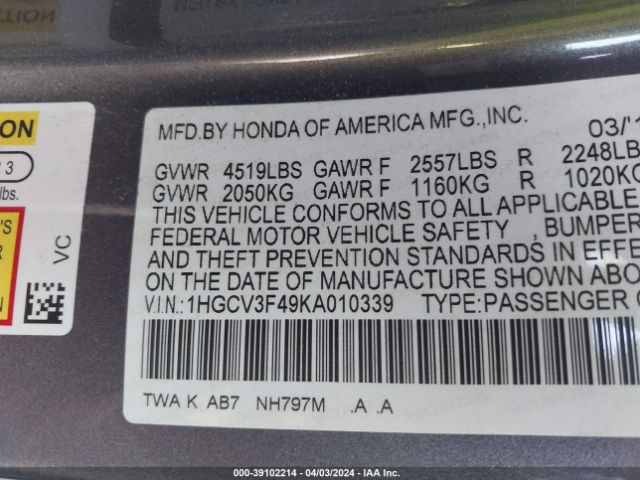 ION
3
lbs.
'S
R
VC
MFD.BY HONDA OF AMERICA MFG.,INC. 03/'1
GVWR 4519LBS GAWR F 2557LBS R 2248LB
GVWR 2050KG GAWR F 1160KG R 1020KG
THIS VEHICLE CONFORMS TO ALL APPLICABLE
FEDERAL MOTOR VEHICLE SAFETY , BUMPER
AND THEFT PREVENTION STANDARDS IN EFFE
ON THE DATE OF MANUFACTURE SHOWN ABO
V.I.N.:1HGCV3F49KA010339 TYPE:PASSENGER
TWA K AB7 NH797M .A .A
000-39102214 - 04/03/2024 - IAA Inc.